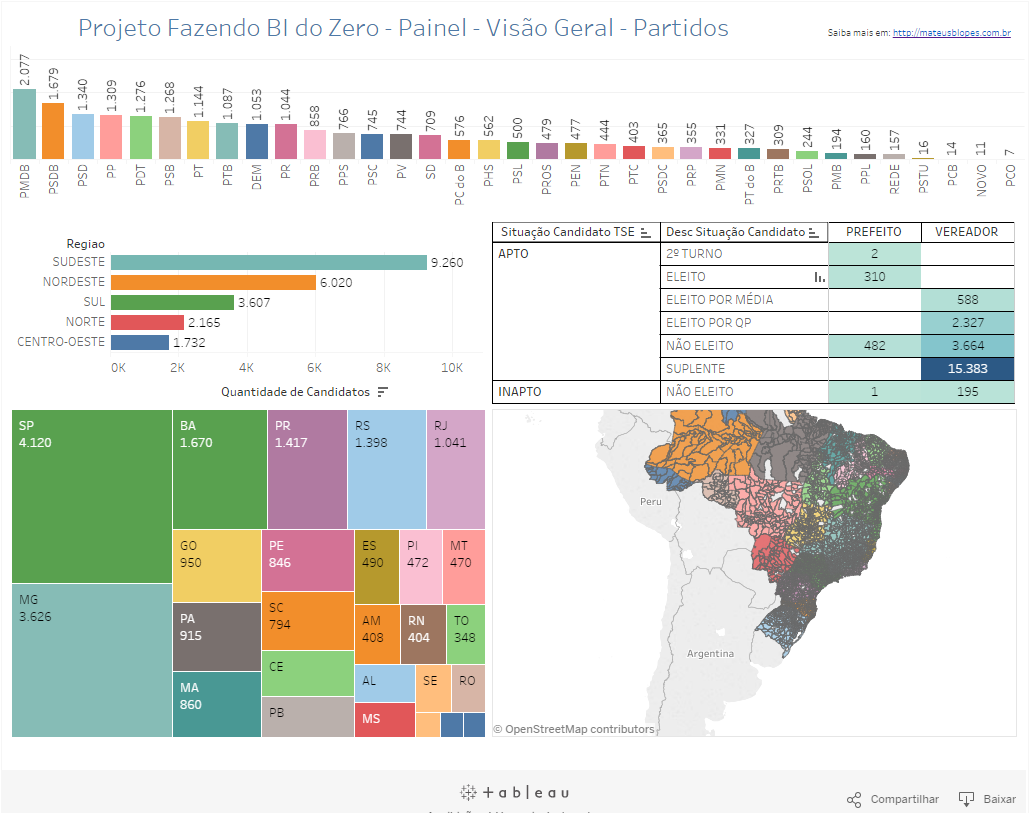 Projeto Fazendo BI do Zero - Painel - Visão Geral - Partidos
Saiba mais em: http://mateusblopes.com.br
2.077 1.679 1.340 1.309 1.276 1.268 1.144 1.087 1.053 1.044 858 766 745 744 709 576 562 500 479 477 444 403 365 355 331 327 309 244 194 160 157 16 14 11 7
PMDB PSDB PSD PP PDT PSB PT PTB DEM PR PRB PPS PSC PV SD PC do B PHS PSL PROS PEN PTN PTC PSDC PRP PMN PT do B PRTB PSOL PMB PPL REDE PSTU PCB NOVO PCO
Regiao
SUDESTE 9.260
NORDESTE 6.020
SUL 3.607
NORTE 2.165
CENTRO-OESTE 1.732
0K 2K 4K 6K 8K 10K
Quantidade de Candidatos
Situação Candidato TSE Desc Situação Candidato PREFEITO VEREADOR
APTO 2º TURNO 2
ELEITO 310
ELEITO POR MÉDIA 588
ELEITO POR QP 2.327
NÃO ELEITO 482 3.664
SUPLENTE 15.383
INAPTO NÃO ELEITO 1 195
SP
4.120
MG
3.626
BA
1.670
PR
1.417
RS
1.398
RJ
1.041
GO
950
PA
915
MA
860
PE
846
SC
794
CE
PB
ES
490
PI
472
MT
470
AM
408
RN
404
TO
348
AL
SE
RO
MS
Peru
Argentina
© OpenStreetMap contributors
+ableau
Compartilhar
Baixar